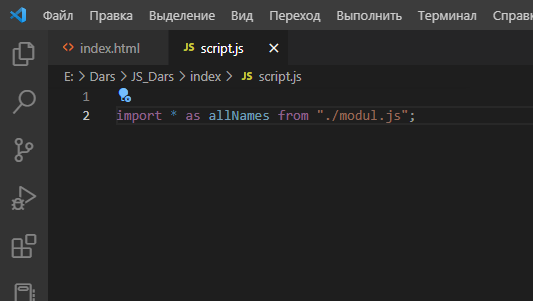 Файл Правка Выделение Вид Переход Выполнить Терминал Справк
index.html JS script.js
E: > Dars > JS_Dars > index > JS script.js
1
2 import * as allNames from "./modul.js";